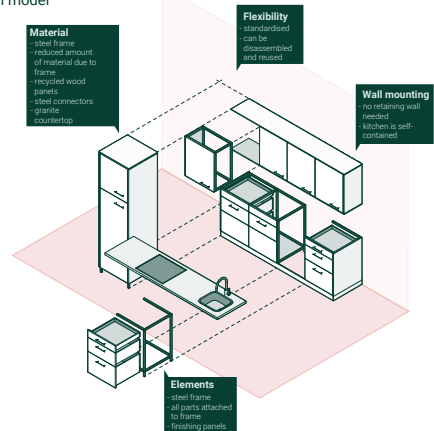 model
Flexibility
- standardised
- can be
disassembled
and reused
Material
- steel frame
- reduced amount
of material due to
frame
- recycled wood
panels
- steel connectors
- granite
countertop
Wall mounting
- no retaining wall
needed
- kitchen is self-
contained
Elements
- steel frame
- all parts attached
to frame
- finishing panels